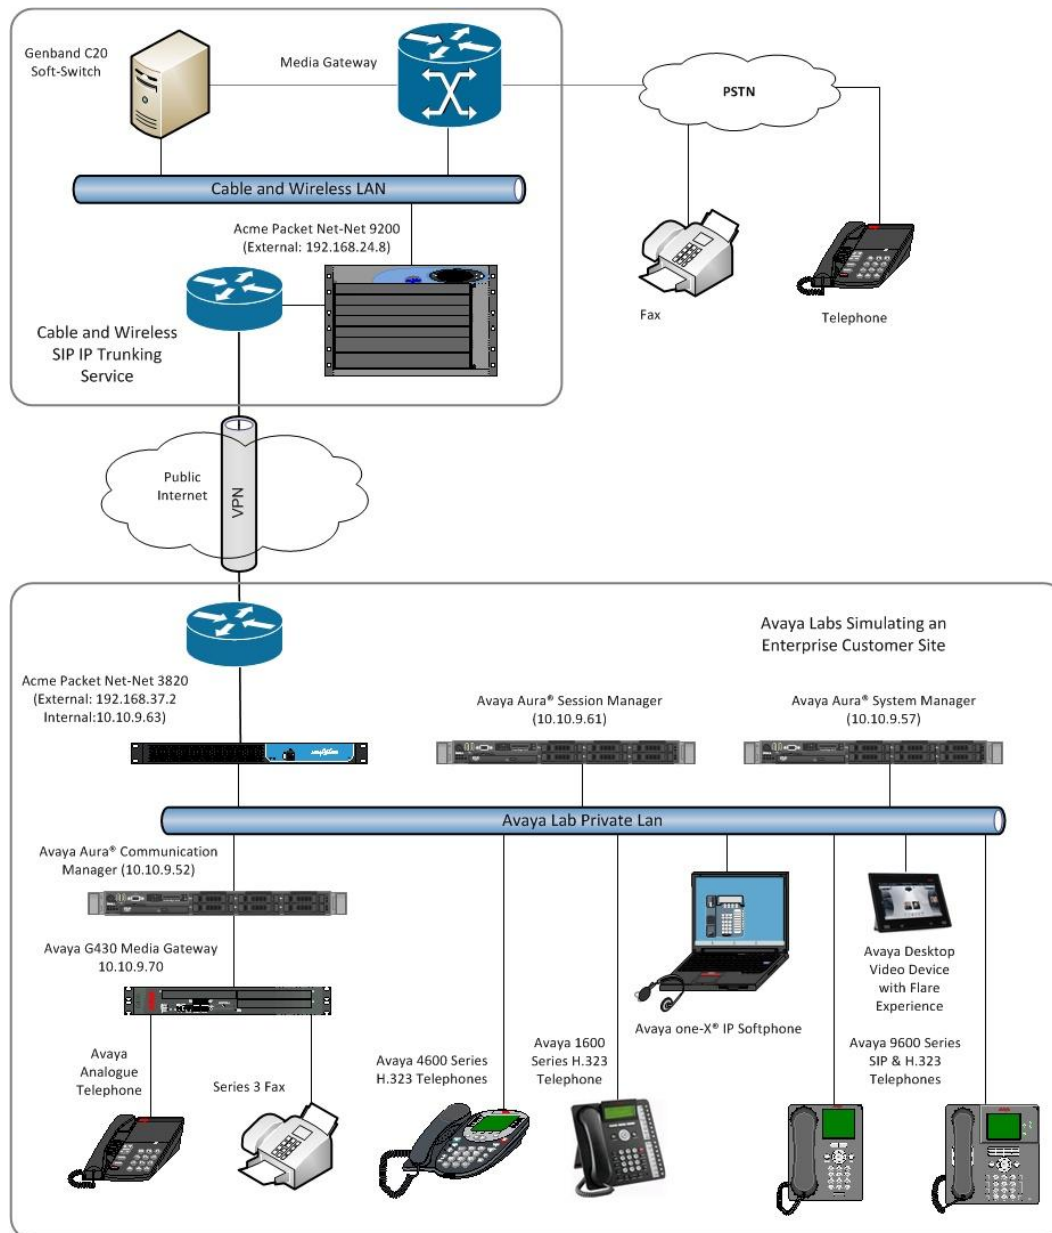 Genband C20
Soft-Switch
Media Gateway
PSTN
Cable and Wireless LAN
Acme Packet Net-Net 9200
(External: 192.168.24.8)
Fax
Telephone
Cable and Wireless
SIP IP Trunking
Service
Public
Internet
VPN
Avaya Labs Simulating an
Enterprise Customer Site
Acme Packet Net-Net 3820
(External: 192.168.37.2
Internal:10.10.9.63)
Avaya Aura® Session Manager
(10.10.9.61)
Avaya Aura® System Manager
(10.10.9.57)
Avaya Lab Private Lan
Avaya Aura® Communication
Manager (10.10.9.52)
Avaya G430 Media Gateway
10.10.9.70
Avaya Desktop
Video Device
with Flare
Experience
Avaya one-X® IP Softphone
Avaya
Analogue
Telephone
Series 3 Fax
Avaya 4600 Series
H.323 Telephones
Avaya 1600
Series H.323
Telephone
Avaya 9600 Series
SIP & H.323
Telephones